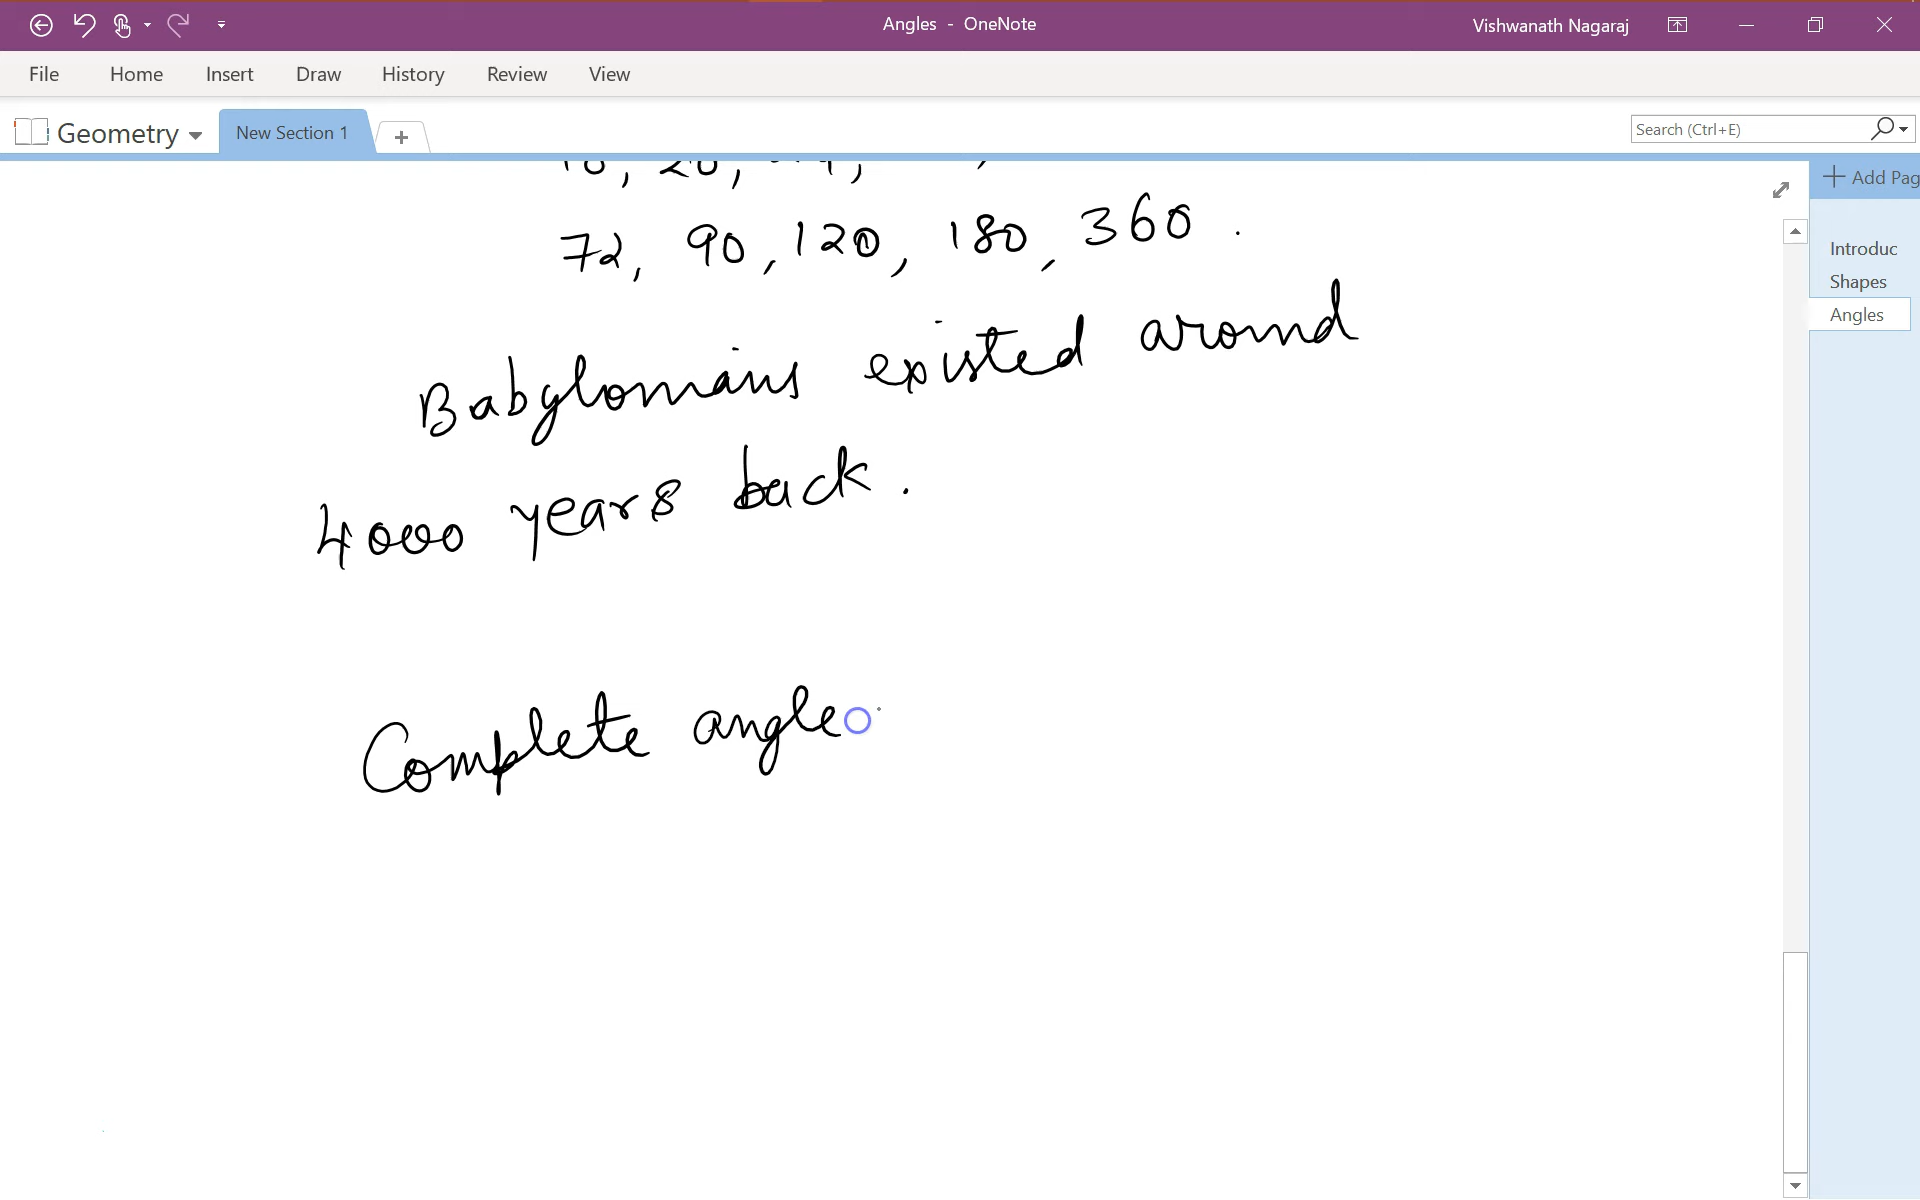 Angles - OneNote
Vishwanath Nagaraj
File Home Insert Draw History Review View
Geometry
New Section 1
Search (Ctrl+E)
Add Pag
Introduc
Shapes
Angles
72, 90, 120, 180, 360.
Babylonians existed around
4000 years back.
Complete angle